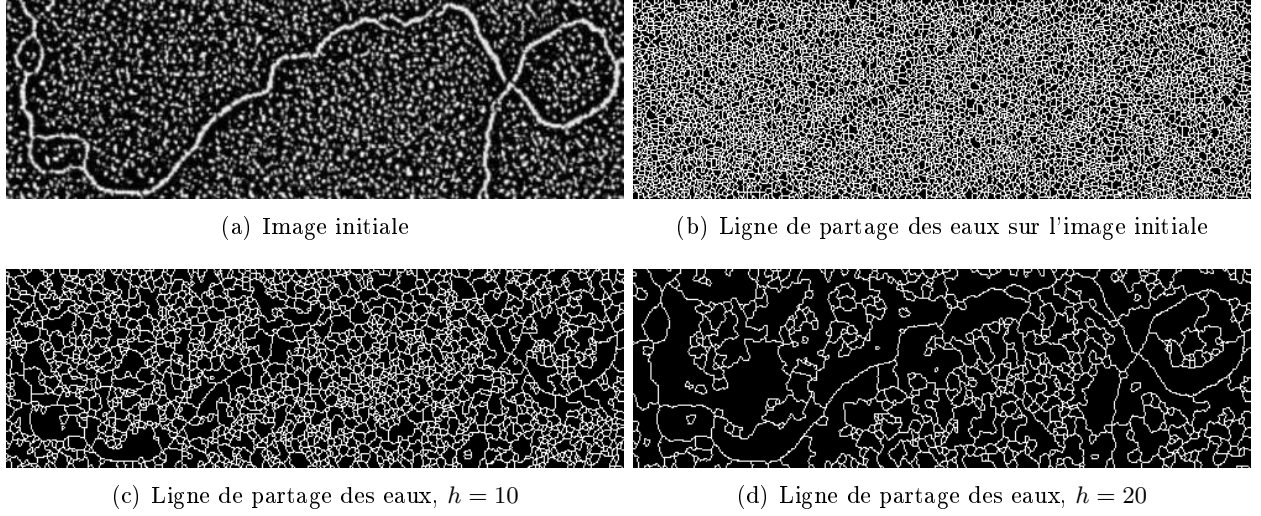 (a) Image initiale
(b) Ligne de partage des eaux sur l'image initiale
(c) Ligne de partage des eaux, h = 10
(d) Ligne de partage des eaux, h = 20